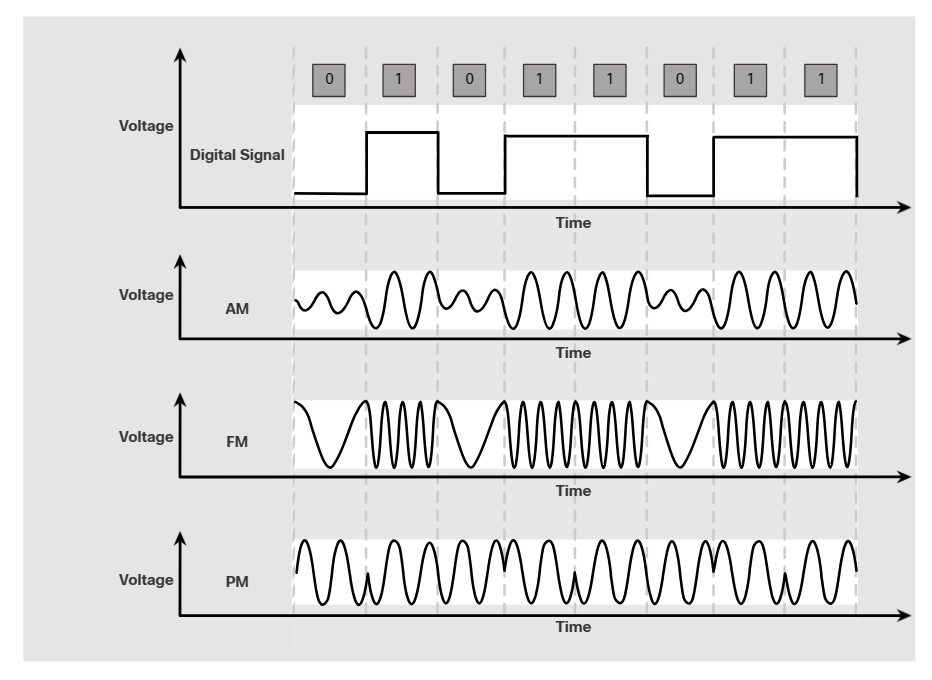 0 1 0 1 1 0 1 1
Voltage
Digital Signal
Time
Voltage
AM
Time
Voltage
FM
Time
Voltage
PM
Time